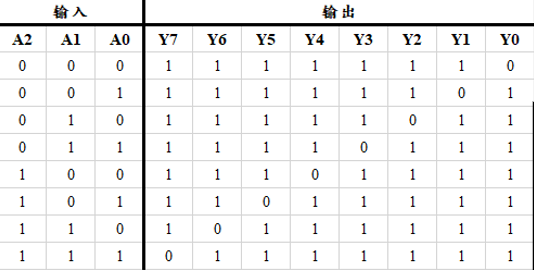 输入 输出
A2 A1 A0 Y7 Y6 Y5 Y4 Y3 Y2 Y1 Y0
0 0 0 1 1 1 1 1 1 1 0
0 0 1 1 1 1 1 1 1 0 1
0 1 0 1 1 1 1 1 0 1 1
0 1 1 1 1 1 1 0 1 1 1
1 0 0 1 1 1 0 1 1 1 1
1 0 1 1 1 0 1 1 1 1 1
1 1 0 1 0 1 1 1 1 1 1
1 1 1 0 1 1 1 1 1 1 1